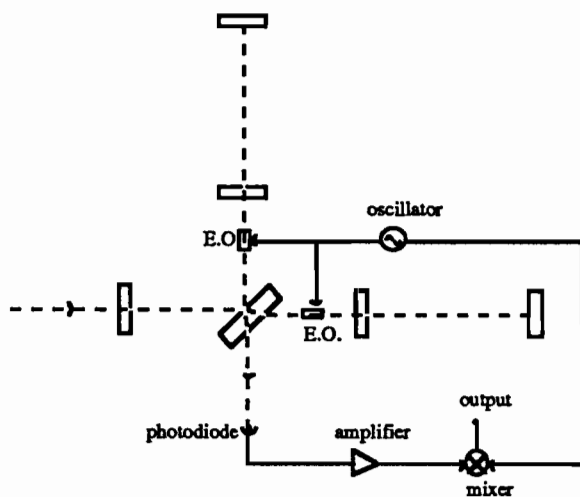 oscillator
E.O
E.O.
output
photodiode
amplifier
mixer